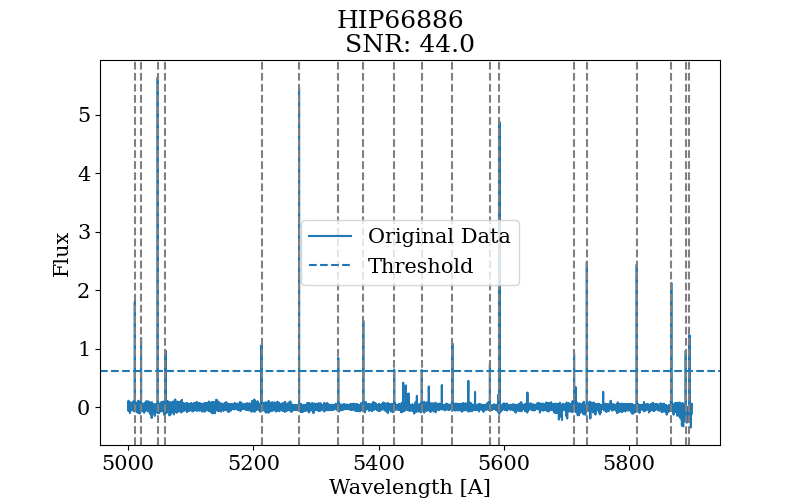 HIP66886
SNR: 44.0
Flux
5
4
3
2
1
0
Original Data
Threshold
5000 5200 5400 5600 5800
Wavelength [A]